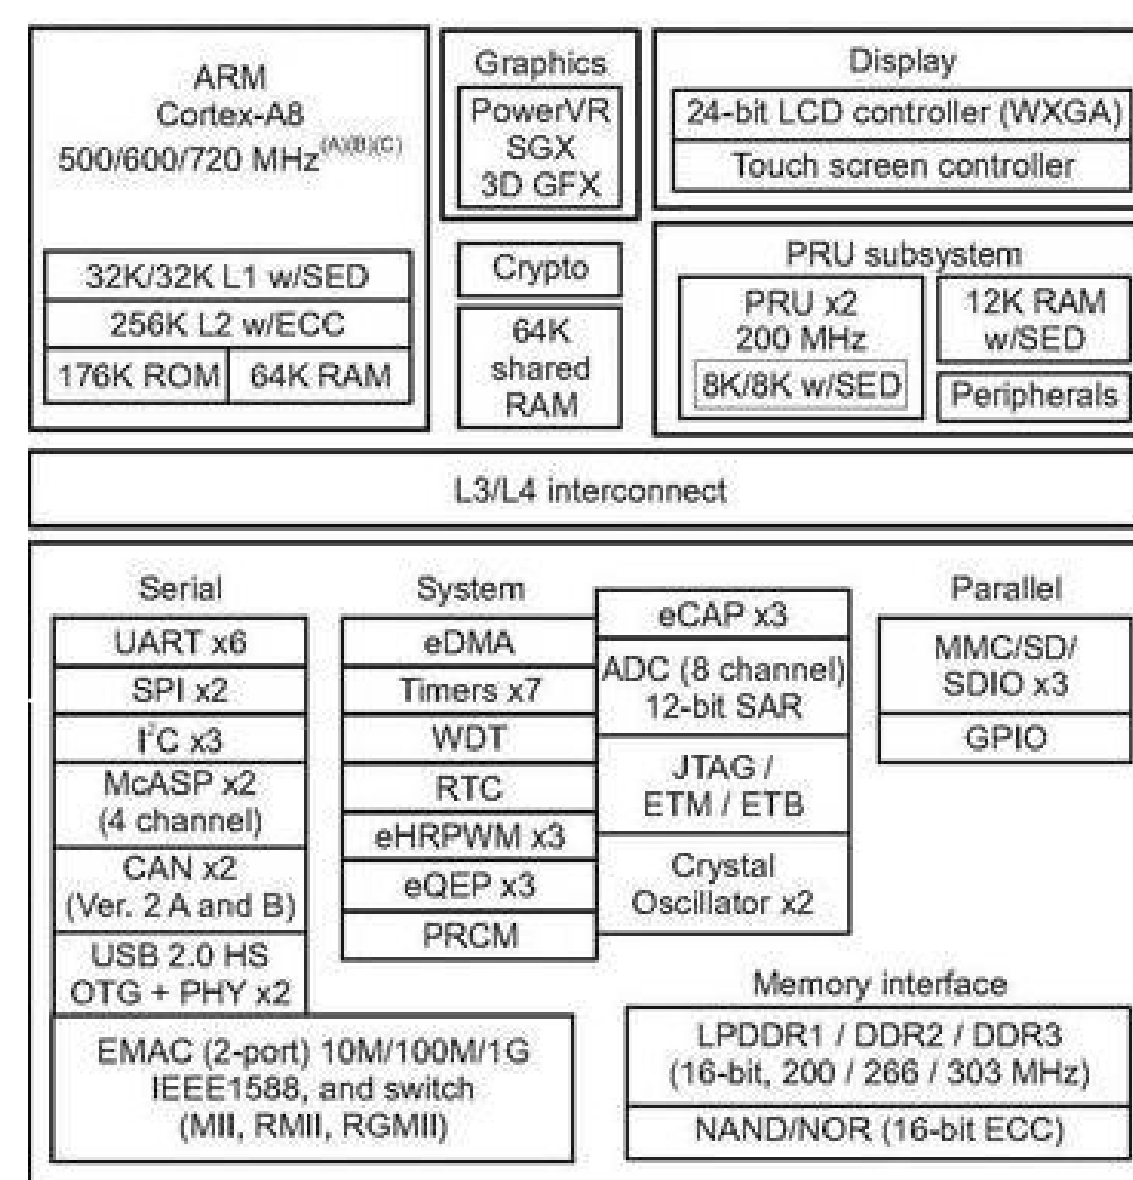 ARM
Cortex-A8
500/600/720 MHz(A)(B)(C)
32K/32K L1 w/SED
256K L2 w/ECC
176K ROM
64K RAM
Graphics
PowerVR
SGX
3D GFX
Crypto
64K
shared
RAM
Display
24-bit LCD controller (WXGA)
Touch screen controller
PRU subsystem
PRU x2
200 MHz
8K/8K w/SED
12K RAM
w/SED
Peripherals
L3/L4 interconnect
Serial
UART x6
SPI x2
I²C x3
McASP x2
(4 channel)
CAN x2
(Ver. 2 A and B)
USB 2.0 HS
OTG + PHY x2
EMAC (2-port) 10M/100M/1G
IEEE1588, and switch
(MII, RMII, RGMII)
System
eDMA
Timers x7
WDT
RTC
eHRPWM x3
eQEP x3
PRCM
eCAP x3
ADC (8 channel)
12-bit SAR
JTAG /
ETM / ETB
Crystal
Oscillator x2
Parallel
MMC/SD/
SDIO x3
GPIO
Memory interface
LPDDR1 / DDR2 / DDR3
(16-bit, 200 / 266 / 303 MHz)
NAND/NOR (16-bit ECC)